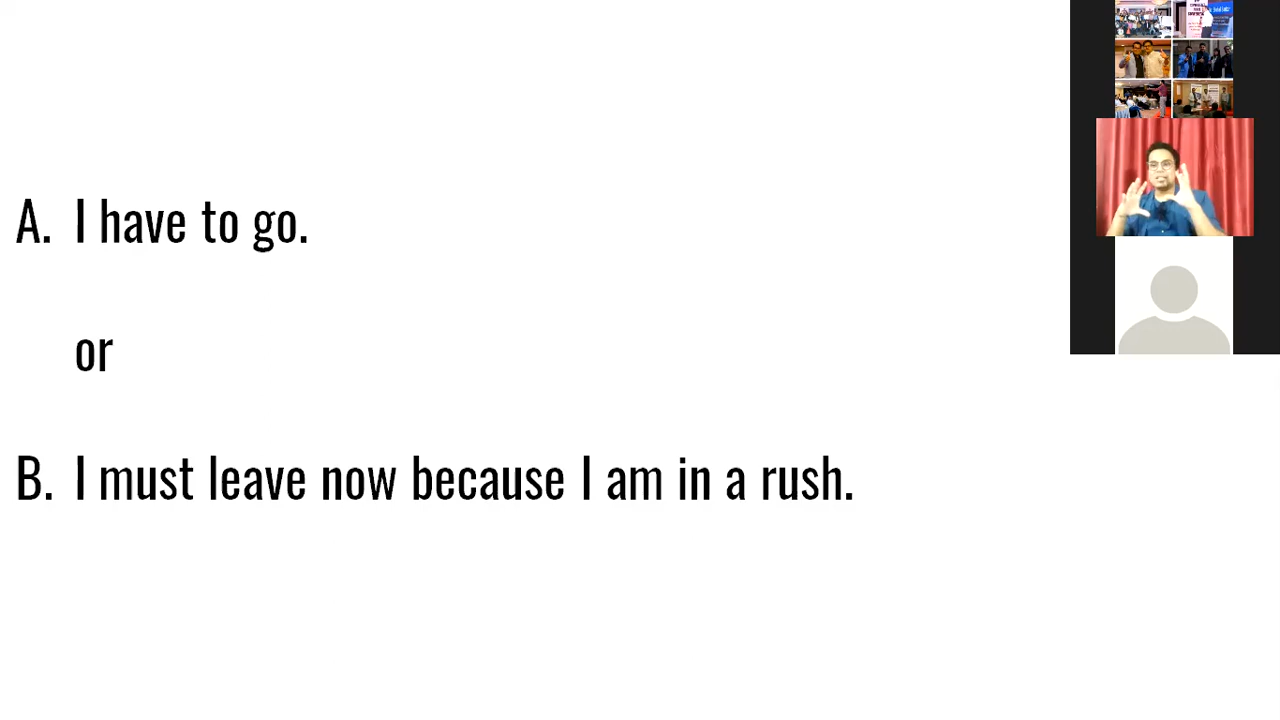 A. I have to go.
or
B. I must leave now because I am in a rush.